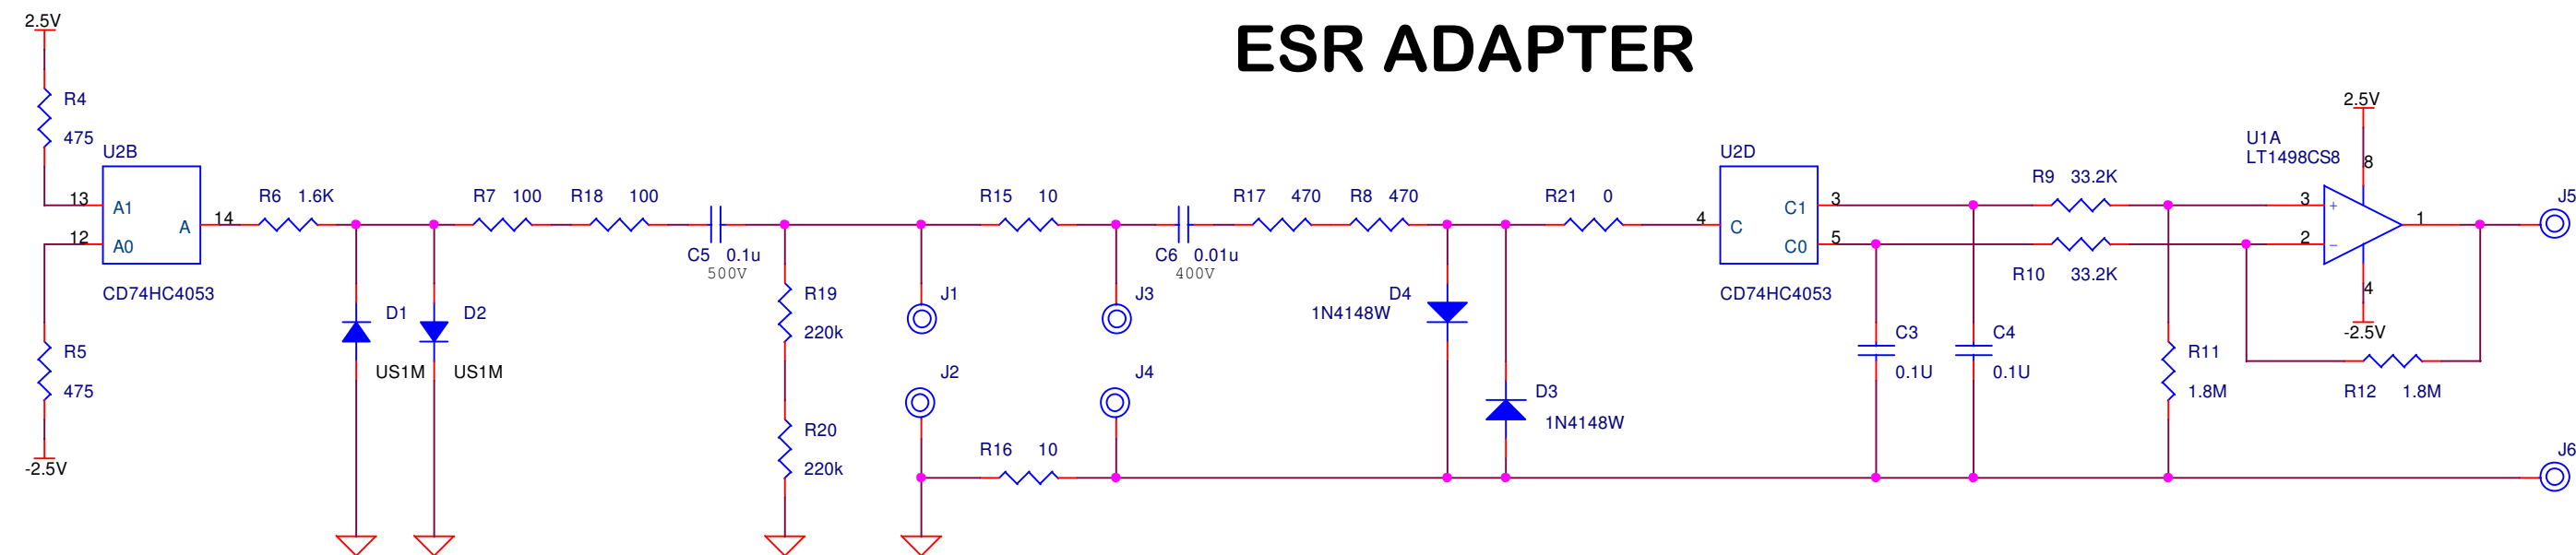 ESR ADAPTER
2.5V
R4
475
U2B
13
A1
12
A0
A
14
CD74HC4053
R5
475
-2.5V
R6 1.6K
D1
US1M
D2
US1M
R7 100
R18 100
C5 0.1u
500V
R19
220k
R20
220k
J1
J2
R15 10
R16 10
J3
J4
C6 0.01u
400V
R17 470
R8 470
D4
1N4148W
D3
1N4148W
R21 0
U2D
4
C
C1
3
C0
5
CD74HC4053
C3
0.1U
C4
0.1U
R9 33.2K
R10 33.2K
R11
1.8M
U1A
LT1498CS8
2.5V
8
3
+
2
-
1
4
-2.5V
R12 1.8M
J5
J6